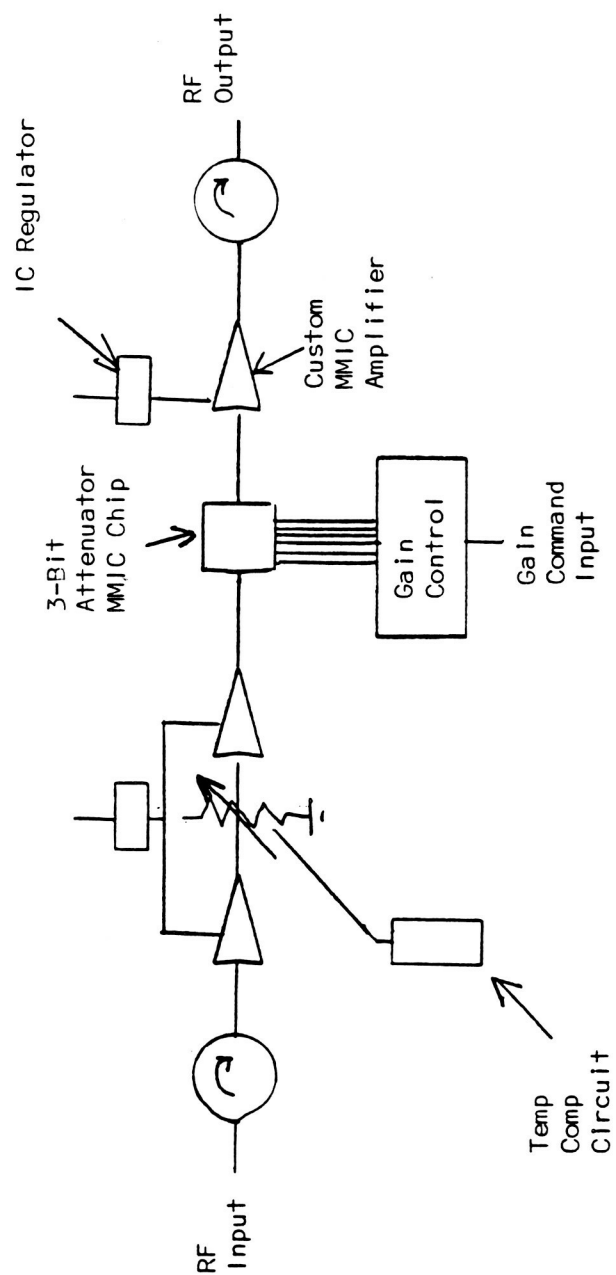 RF
Input
Temp
Comp
Circuit
3-Bit
Attenuator
MMIC Chip
Gain
Control
Gain
Command
Input
IC Regulator
Custom
MMIC
Amplifier
RF
Output